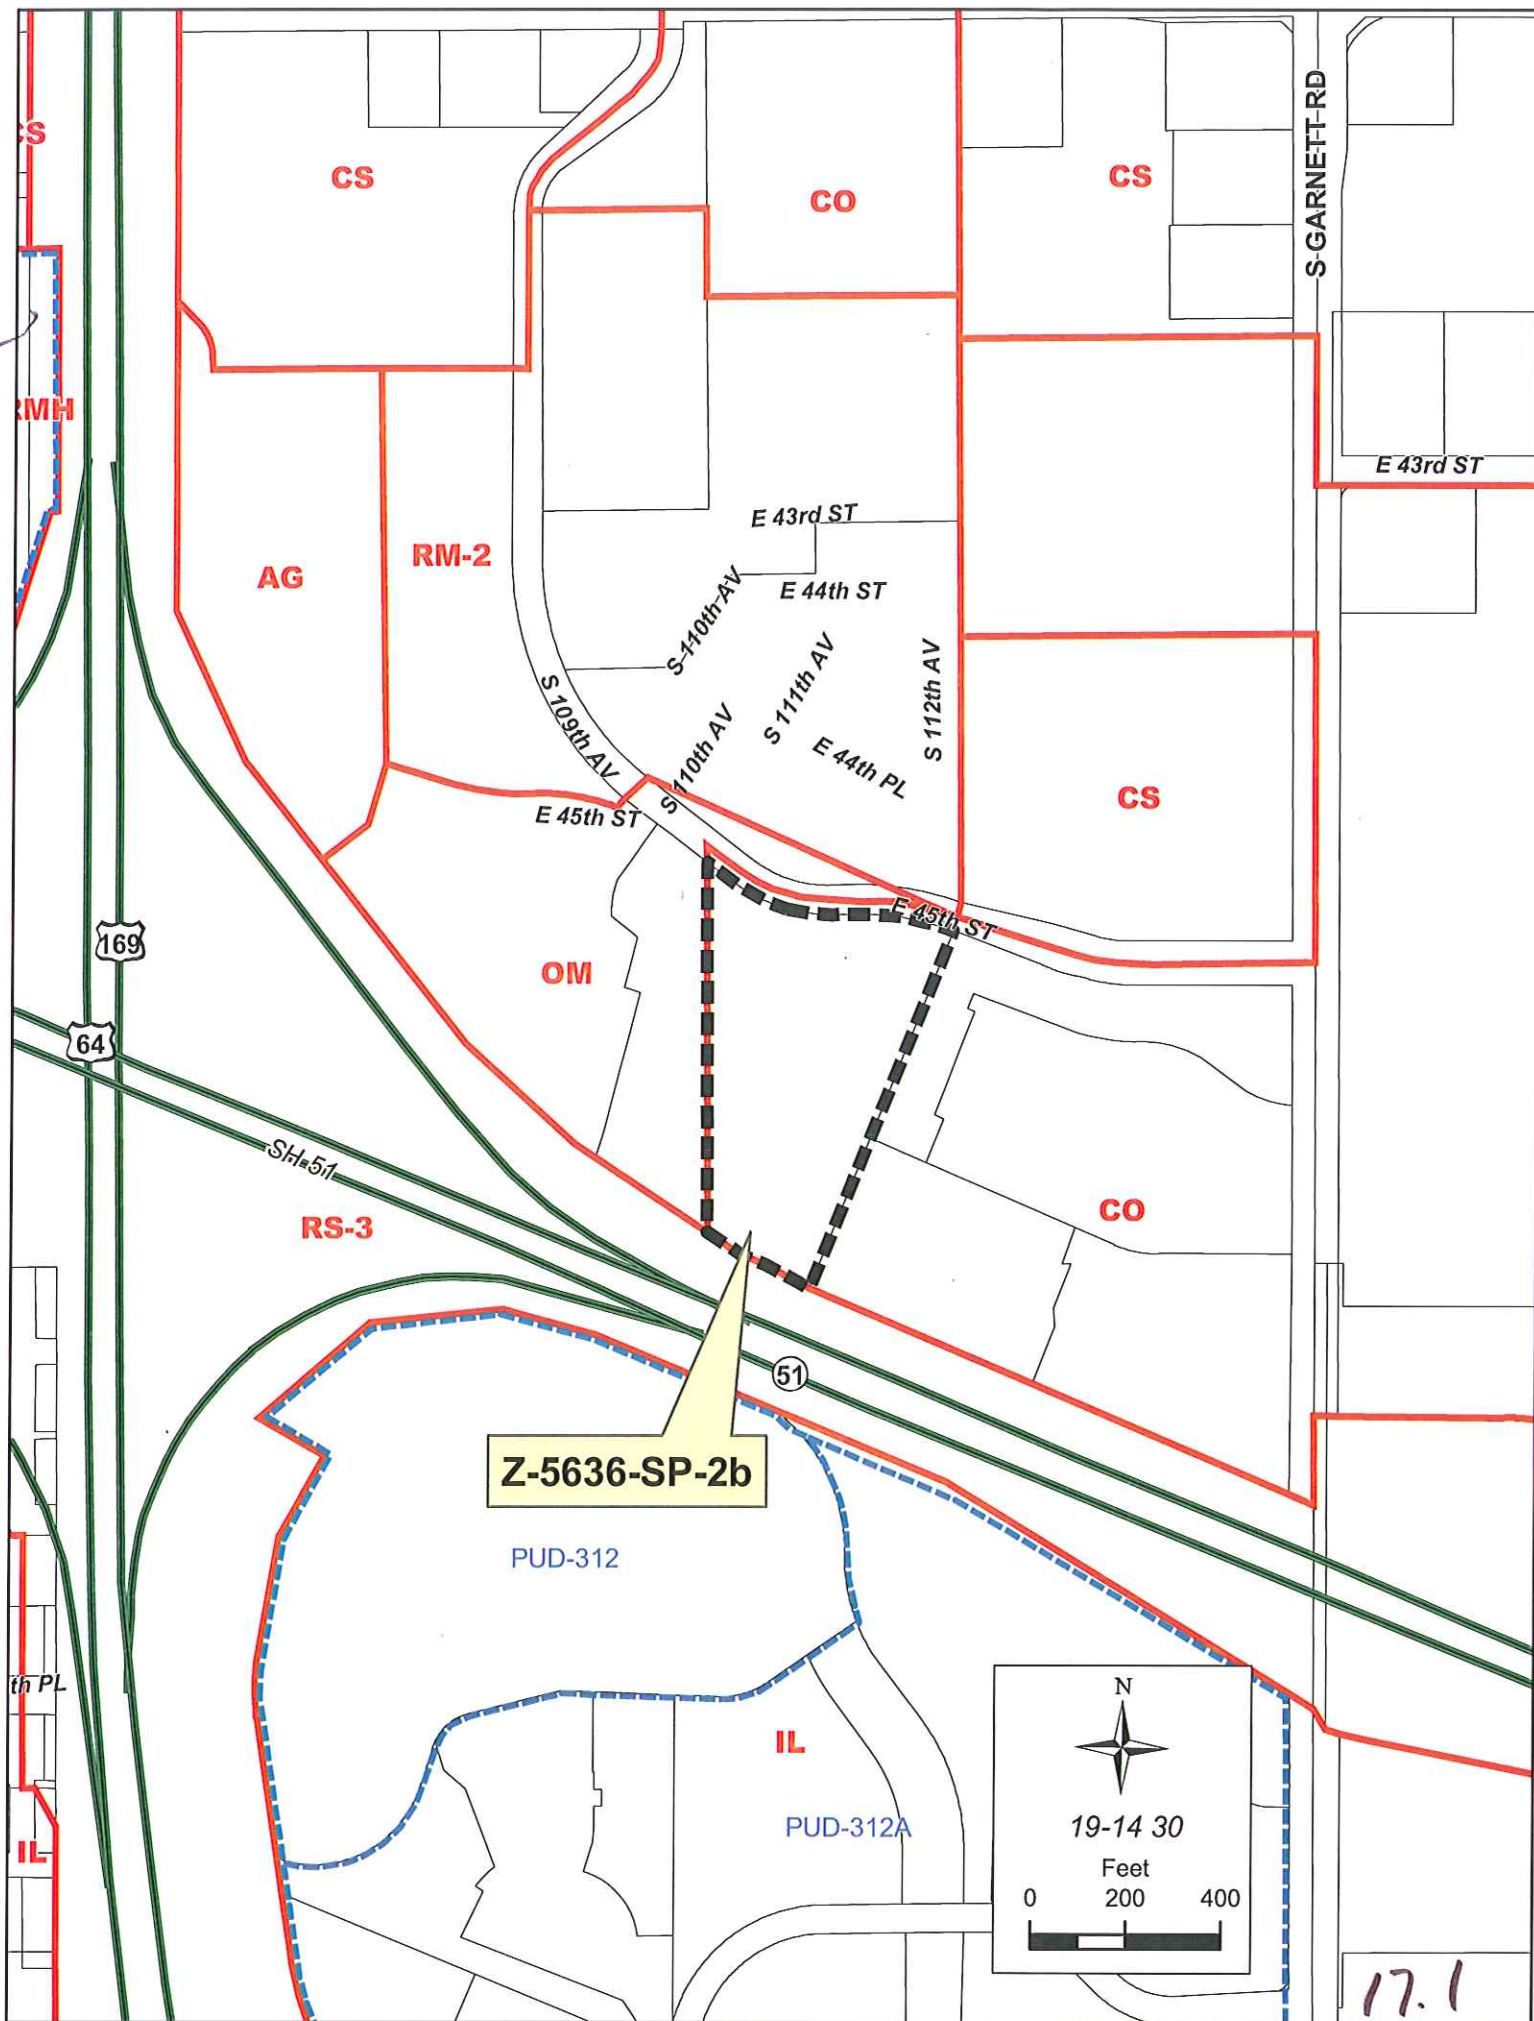 CS
CO
CS
S GARNETT RD
E 43rd ST
E 43rd ST
AG
RM-2
E 44th ST
S 110th AV
S 111th AV
S 112th AV
S 109th AV
S 110th AV
E 44th PL
CS
E 45th ST
E 45th ST
169
OM
64
SH-51
RS-3
CO
51
Z-5636-SP-2b
PUD-312
th PL
IL
PUD-312A
IL
N
19-14 30
Feet
0 200 400
17.1